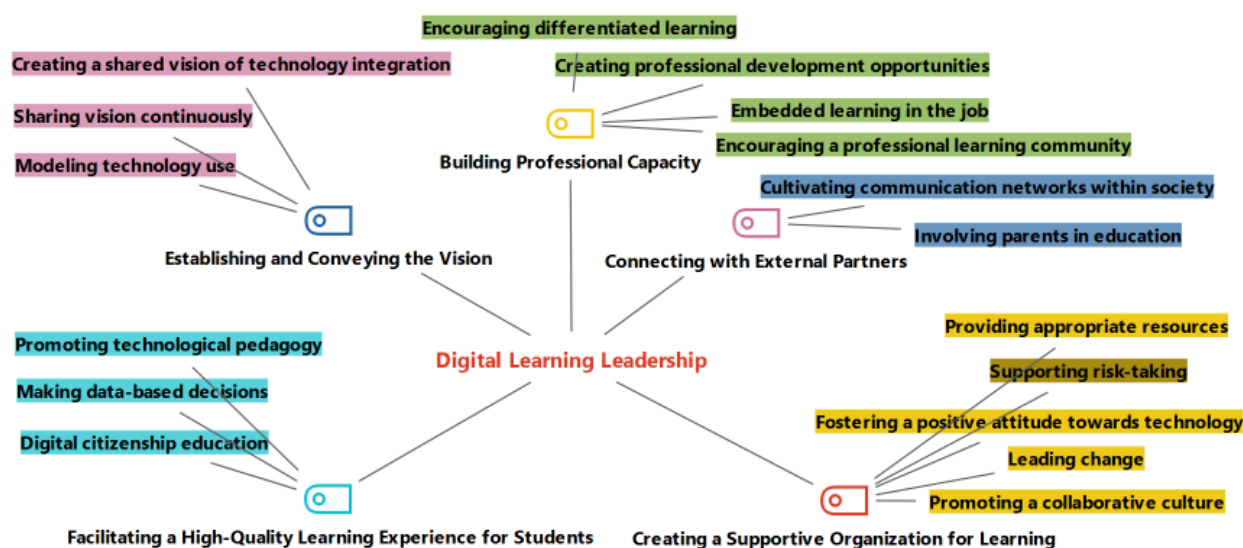 Encouraging differentiated learning
Creating a shared vision of technology integration
Creating professional development opportunities
Sharing vision continuously
Embedded learning in the job
Modeling technology use
Encouraging a professional learning community
Building Professional Capacity
Cultivating communication networks within society
Involving parents in education
Establishing and Conveying the Vision
Connecting with External Partners
Digital Learning Leadership
Promoting technological pedagogy
Making data-based decisions
Digital citizenship education
Providing appropriate resources
Supporting risk-taking
Fostering a positive attitude towards technology
Leading change
Promoting a collaborative culture
Facilitating a High-Quality Learning Experience for Students
Creating a Supportive Organization for Learning